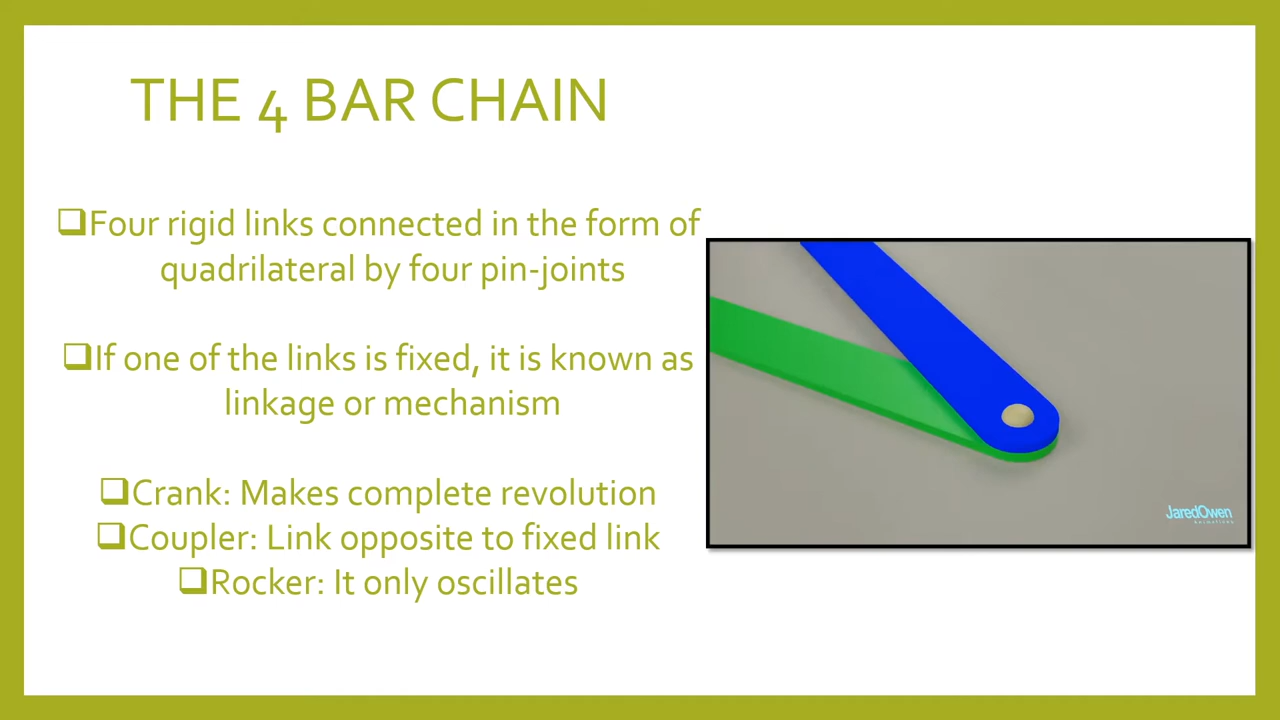 THE 4 BAR CHAIN
❑Four rigid links connected in the form of
quadrilateral by four pin-joints
❑If one of the links is fixed, it is known as
linkage or mechanism
❑Crank: Makes complete revolution
❑Coupler: Link opposite to fixed link
❑Rocker: It only oscillates
JaredOwen